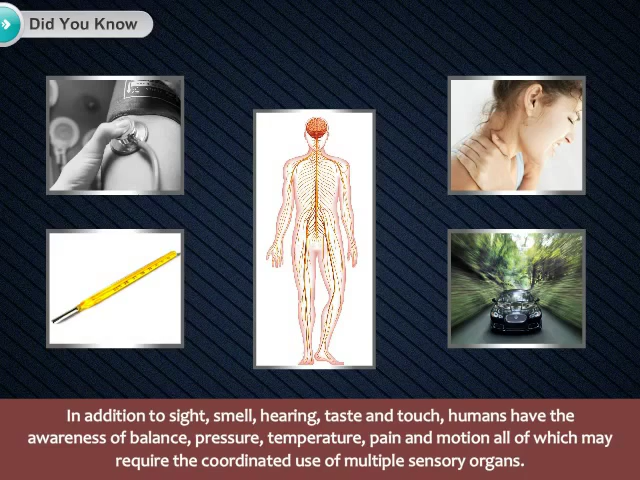 Did You Know
In addition to sight, smell, hearing, taste and touch, humans have the
awareness of balance, pressure, temperature, pain and motion all of which may
require the coordinated use of multiple sensory organs.